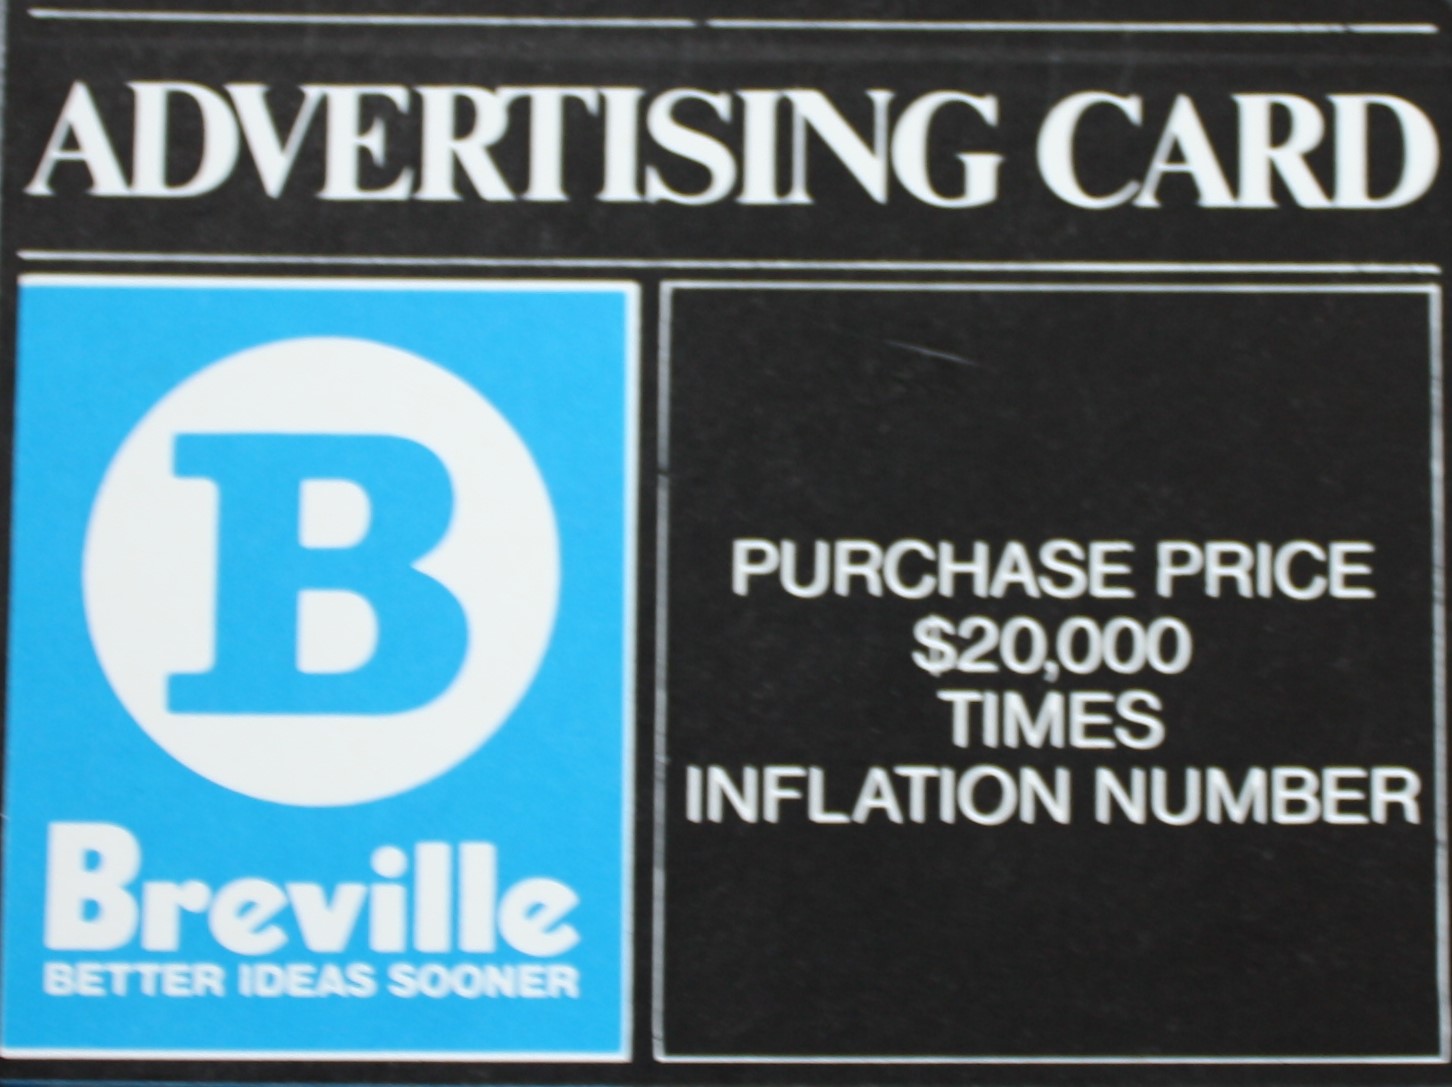 ADVERTISING CARD
B
Breville
BETTER IDEAS SOONER
PURCHASE PRICE
$20,000
TIMES
INFLATION NUMBER